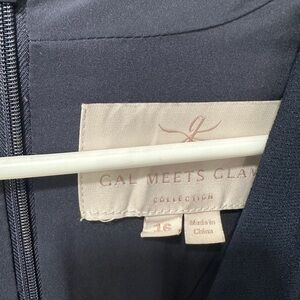 g
GAL MEETS GLAM
COLLECTION
16
Made in
China